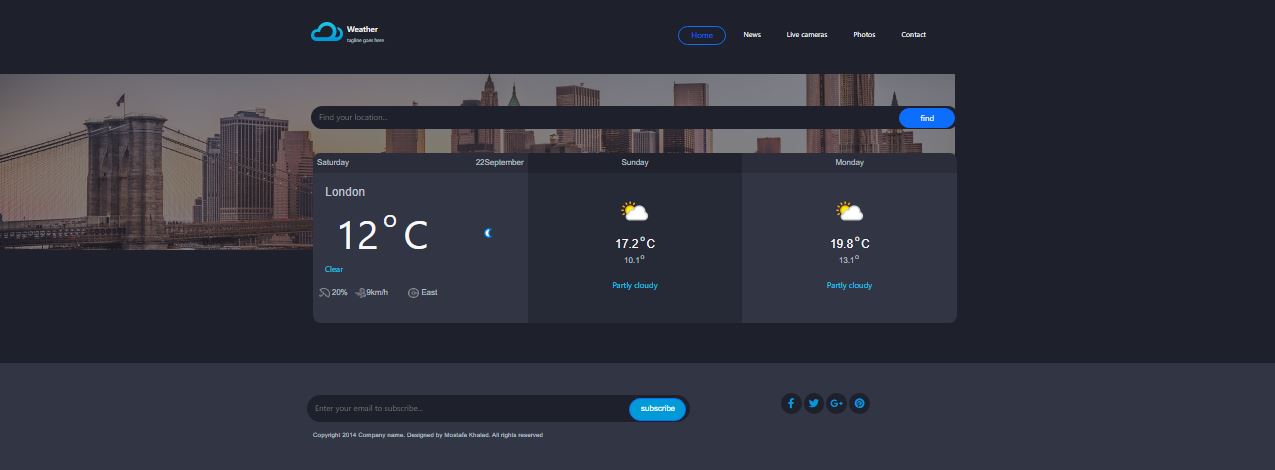 Weather
tagline goes here
Home News Live cameras Photos Contact
Find your location... find
Saturday 22September Sunday Monday
London
12°C
17.2°C 19.8°C
10.1° 13.1°
Clear
Partly cloudy Partly cloudy
20% 9km/h East
Enter your email to subscribe... subscribe
Copyright 2014 Company name. Designed by Mostafa Khaled. All rights reserved